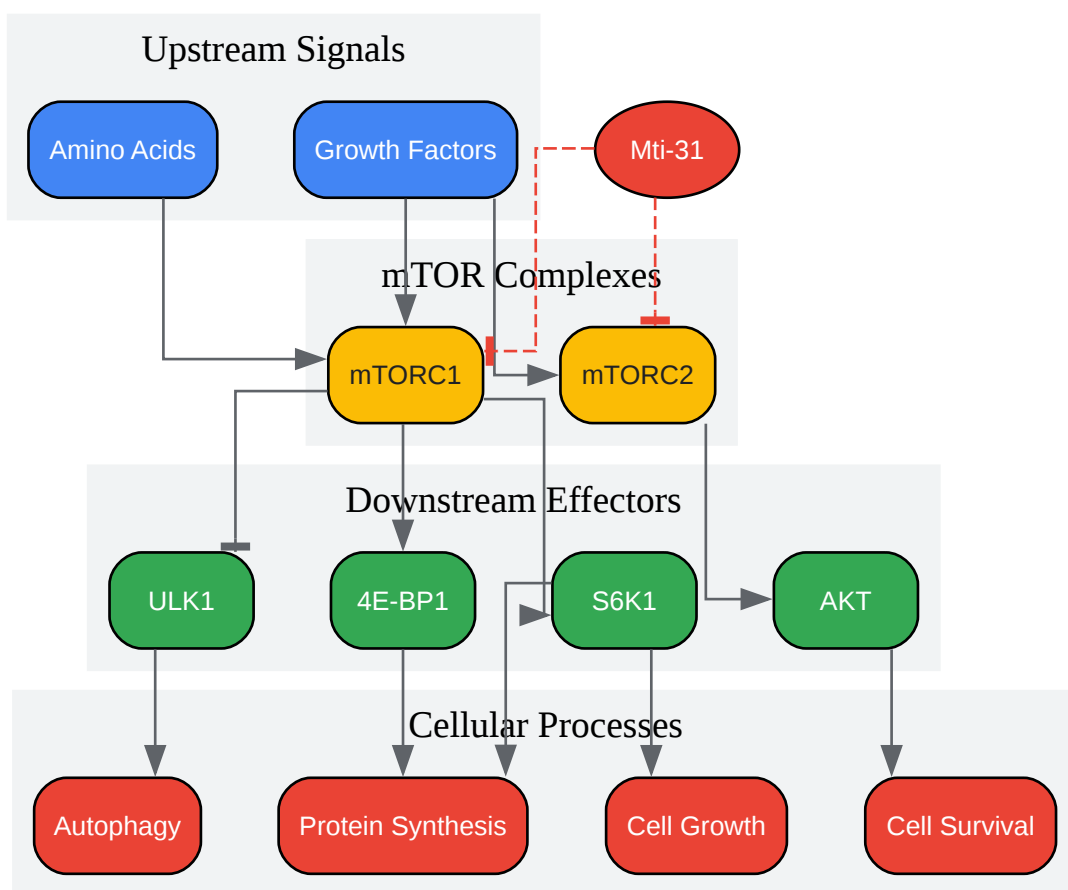 Upstream Signals
Amino Acids
Growth Factors
Mti-31
mTOR Complexes
mTORC1
mTORC2
Downstream Effectors
ULK1
4E-BP1
S6K1
AKT
Cellular Processes
Autophagy
Protein Synthesis
Cell Growth
Cell Survival